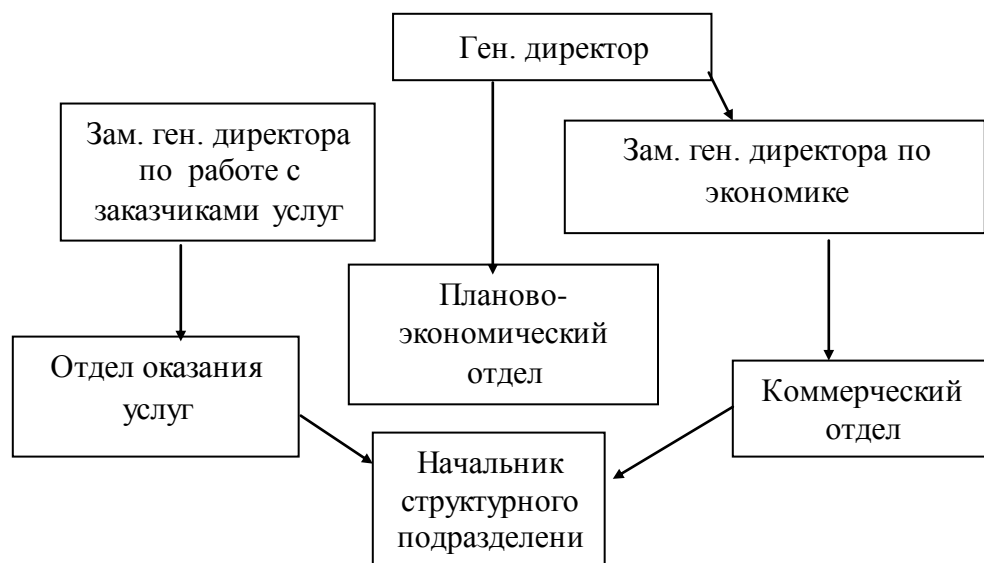 Ген. директор
Зам. ген. директора
по работе с
заказчиками услуг
Зам. ген. директора по
экономике
Планово-
экономический
отдел
Отдел оказания
услуг
Коммерческий
отдел
Начальник
структурного
подразделени